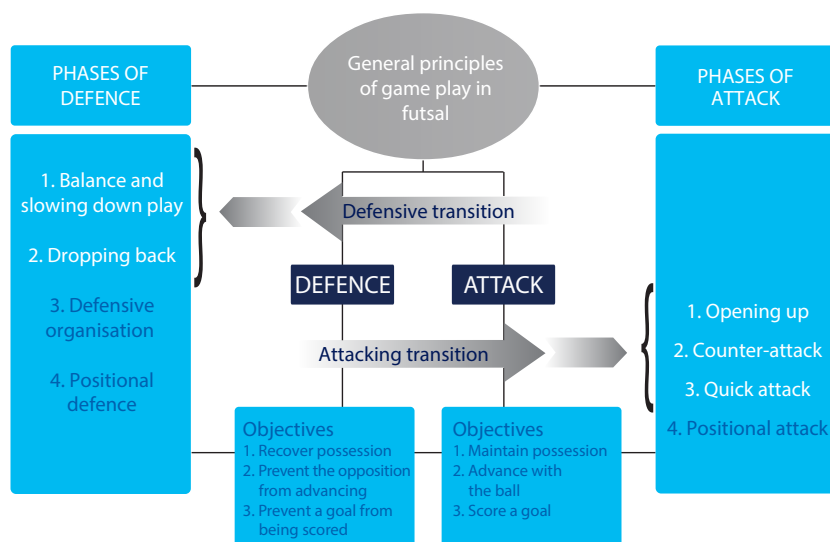 General principles
of game play in
futsal
PHASES OF
DEFENCE
PHASES OF
ATTACK
1. Balance and
slowing down play
2. Dropping back
3. Defensive
organisation
4. Positional
defence
Defensive transition
DEFENCE
ATTACK
Attacking transition
1. Opening up
2. Counter-attack
3. Quick attack
4. Positional attack
Objectives
1. Recover possession
2. Prevent the opposition
from advancing
3. Prevent a goal from
being scored
Objectives
1. Maintain possession
2. Advance with
the ball
3. Score a goal